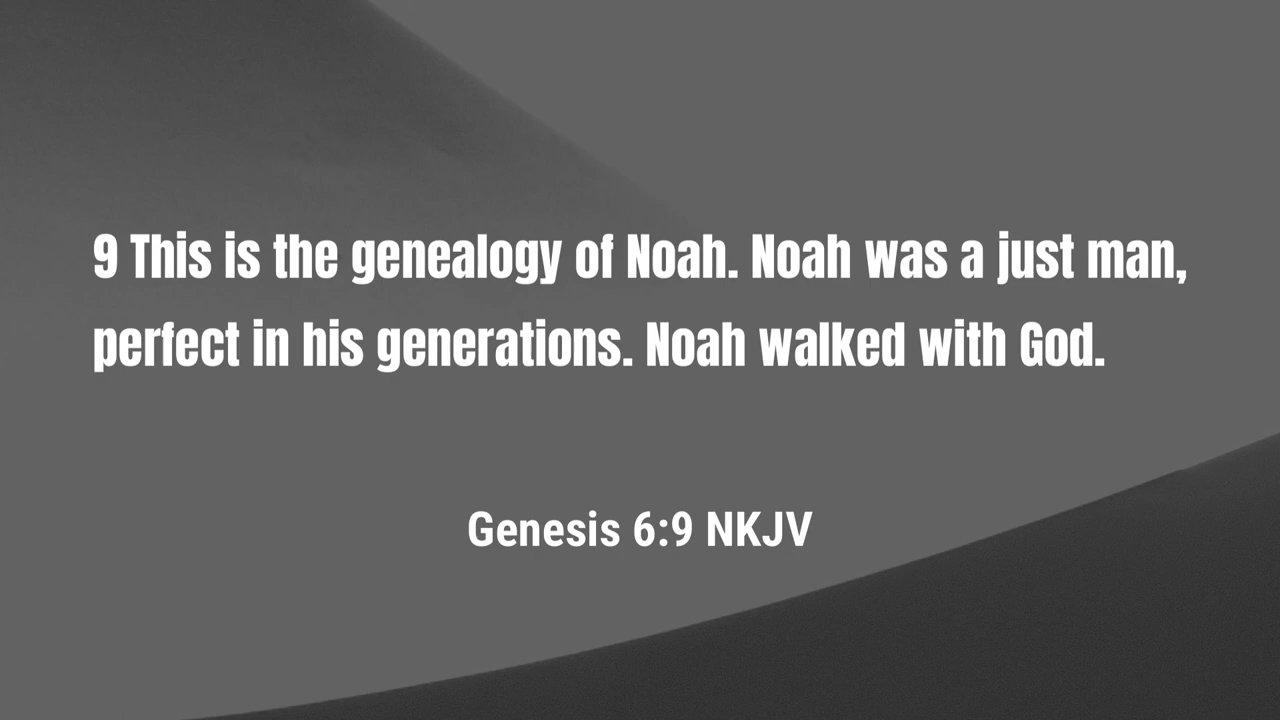 9 This is the genealogy of Noah. Noah was a just man,
perfect in his generations. Noah walked with God.
Genesis 6:9 NKJV